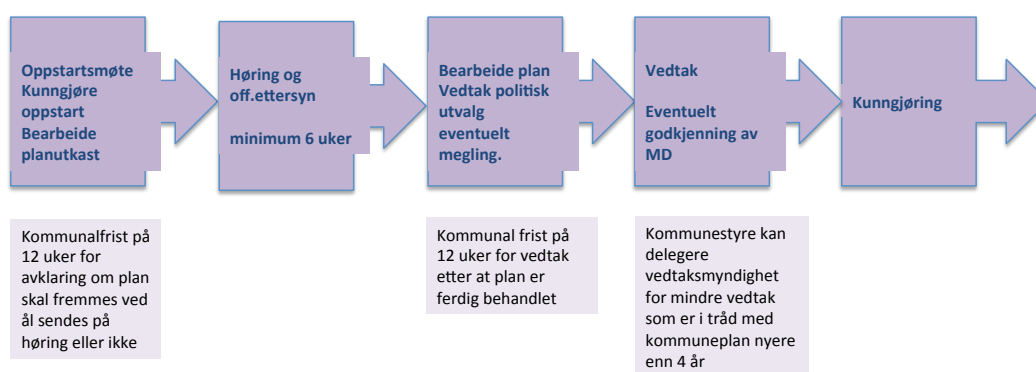 Oppstartsmøte
Kunngjøre
oppstart
Bearbeide
planutkast
Høring og
off.ettersyn
minimum 6 uker
Bearbeide plan
Vedtak politisk
utvalg
eventuelt
megling.
Vedtak
Eventuelt
godkjenning av
MD
Kunngjøring
Kommunalfrist på
12 uker for
avklaring om plan
skal fremmes ved
ål sendes på
høring eller ikke
Kommunal frist på
12 uker for vedtak
etter at plan er
ferdig behandlet
Kommunestyre kan
delegere
vedtaksmyndighet
for mindre vedtak
som er i tråd med
kommuneplan nyere
enn 4 år